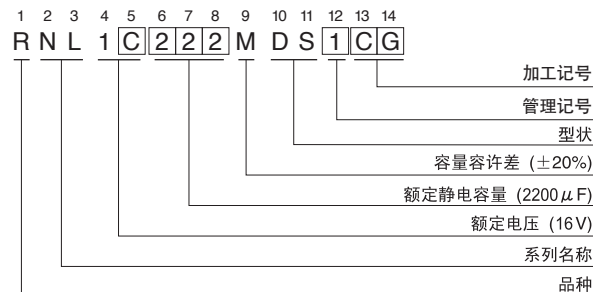 1 2 3 4 5 6 7 8 9 10 11 12 13 14
R N L 1 C 2 2 2 M D S 1 C G
加工记号
管理记号
型状
容量容许差 (±20%)
额定静电容量 (2200μF)
额定电压 (16V)
系列名称
品种